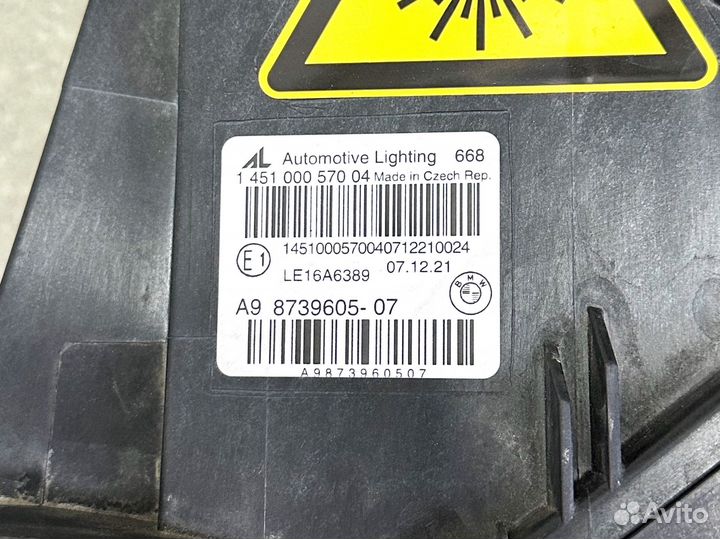 AL Automotive Lighting 668
1 451 000 570 04 Made in Czech Rep.
1451000570040712210024
E1
LE16A6389 07.12.21
BMW
A9 8739605- 07
A9873960507
Avito